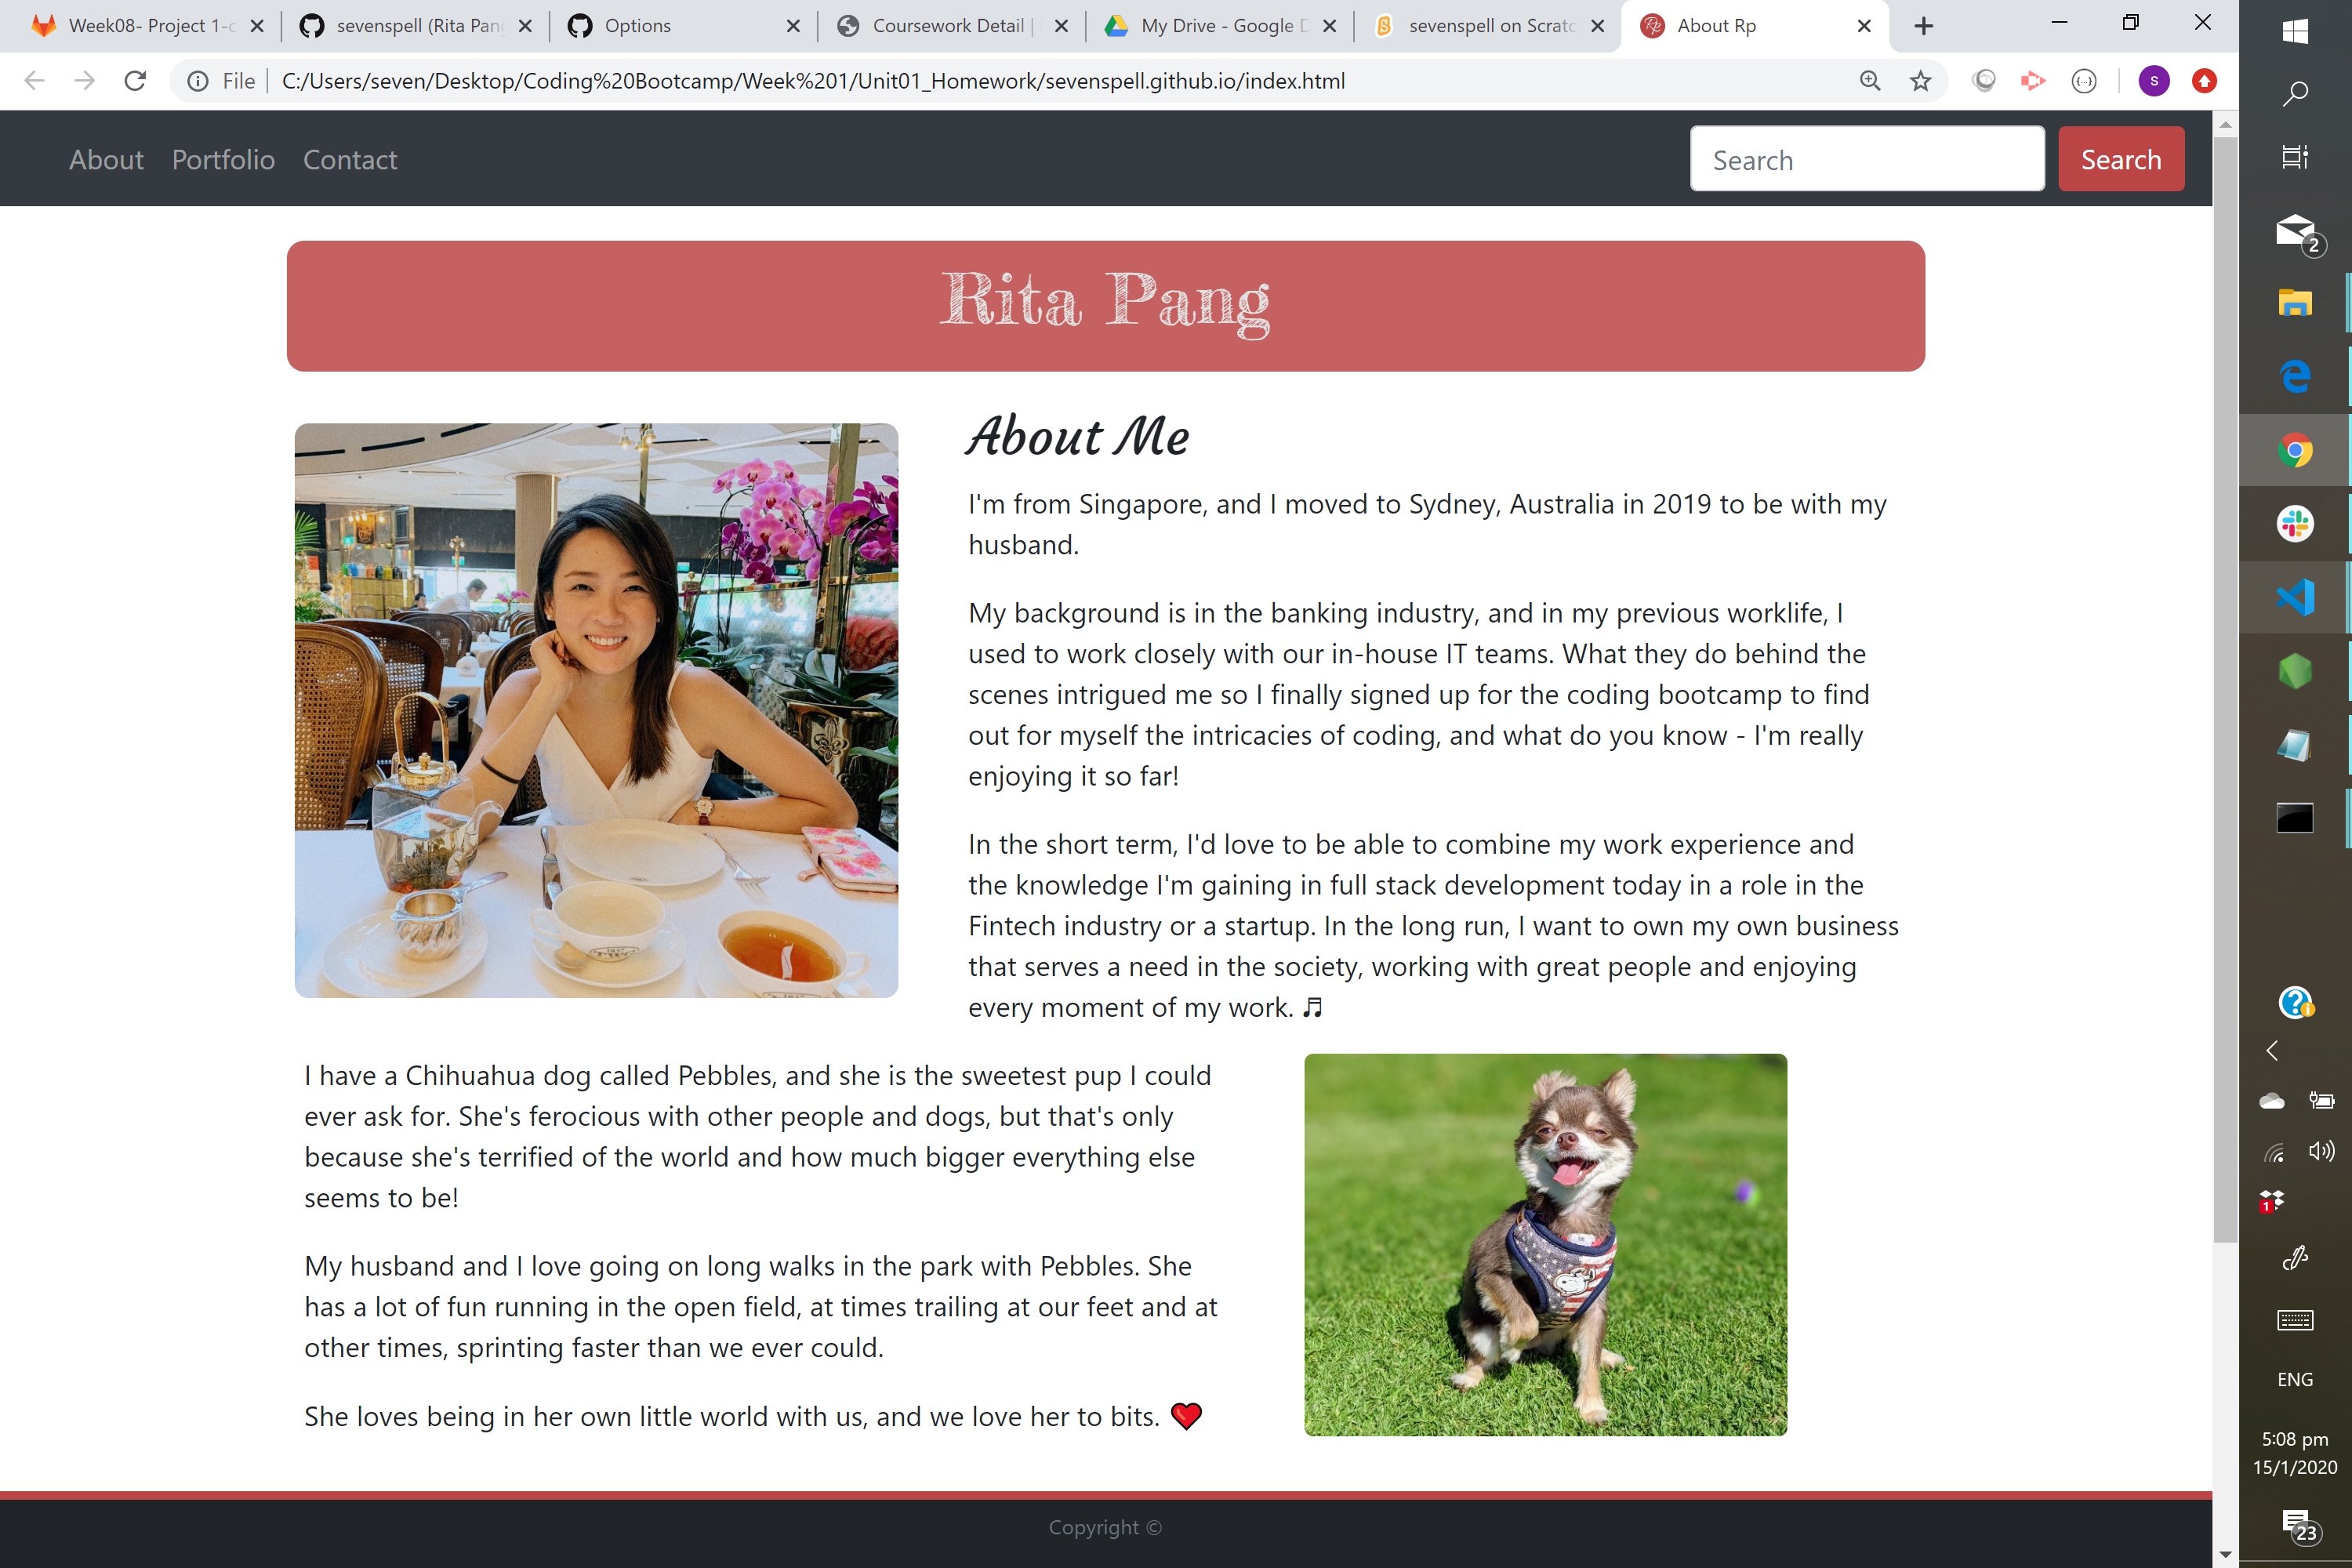 Week08- Project 1-c
sevenspell (Rita Pang
Options
Coursework Detail |
My Drive - Google D
sevenspell on Scratc
About Rp
File
C:/Users/seven/Desktop/Coding%20Bootcamp/Week%201/Unit01_Homework/sevenspell.github.io/index.html
S
About Portfolio Contact
Search
Search
Rita Pang
About Me
I'm from Singapore, and I moved to Sydney, Australia in 2019 to be with my
husband.
My background is in the banking industry, and in my previous worklife, I
used to work closely with our in-house IT teams. What they do behind the
scenes intrigued me so I finally signed up for the coding bootcamp to find
out for myself the intricacies of coding, and what do you know - I'm really
enjoying it so far!
In the short term, I'd love to be able to combine my work experience and
the knowledge I'm gaining in full stack development today in a role in the
Fintech industry or a startup. In the long run, I want to own my own business
that serves a need in the society, working with great people and enjoying
every moment of my work. ♬
I have a Chihuahua dog called Pebbles, and she is the sweetest pup I could
ever ask for. She's ferocious with other people and dogs, but that's only
because she's terrified of the world and how much bigger everything else
seems to be!
My husband and I love going on long walks in the park with Pebbles. She
has a lot of fun running in the open field, at times trailing at our feet and at
other times, sprinting faster than we ever could.
She loves being in her own little world with us, and we love her to bits. ❤
Copyright ©
2
1
ENG
5:08 pm
15/1/2020
23